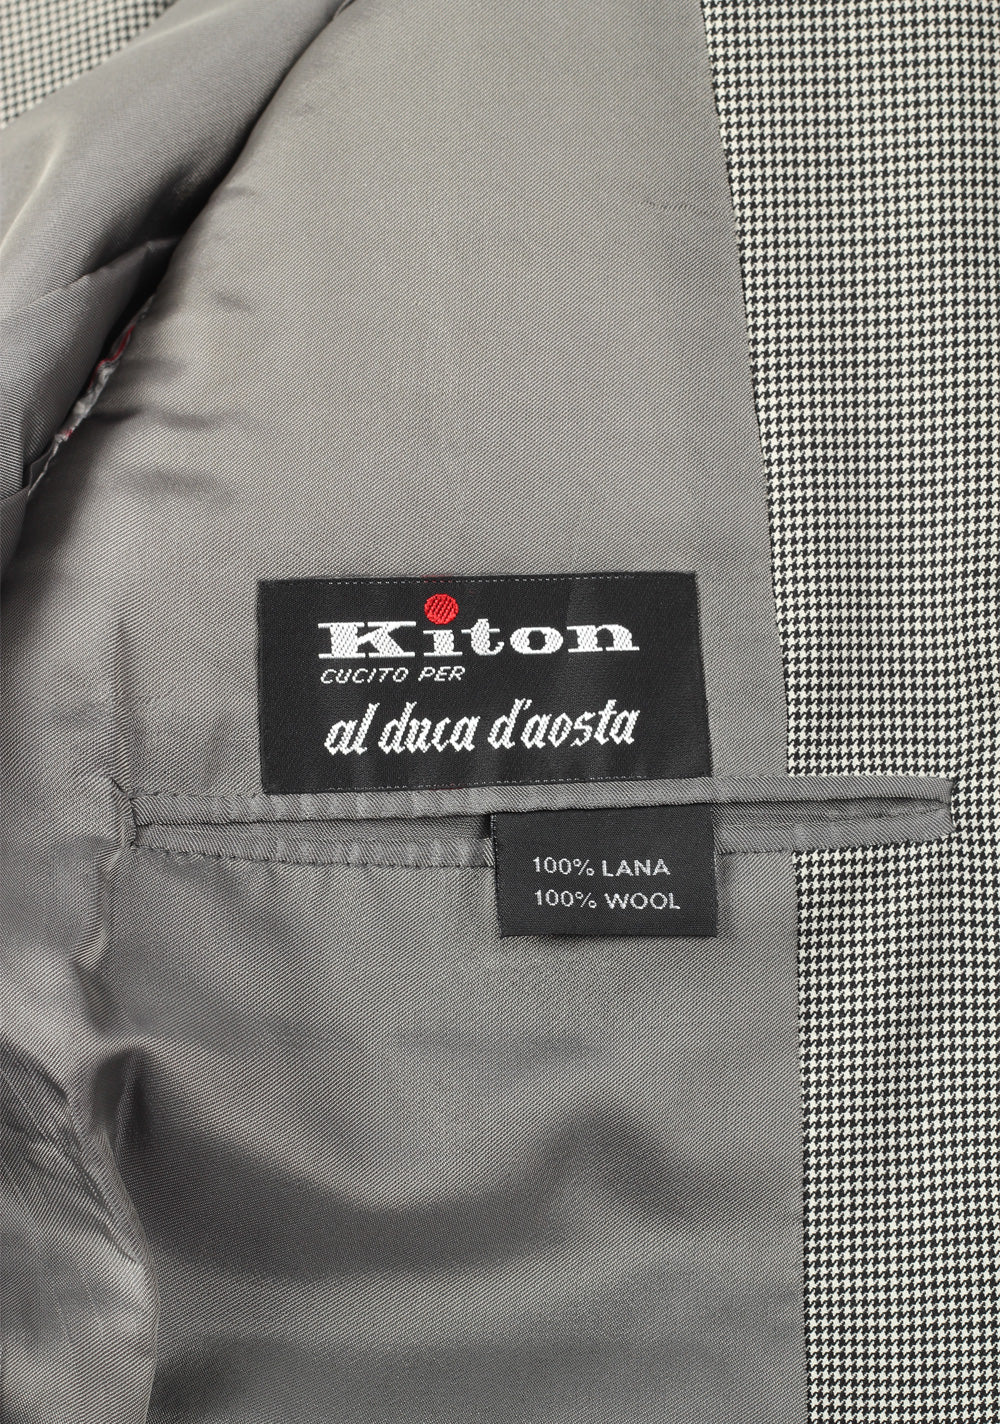 Kiton
CUCITO PER
al duca d'aosta
100% LANA
100% WOOL